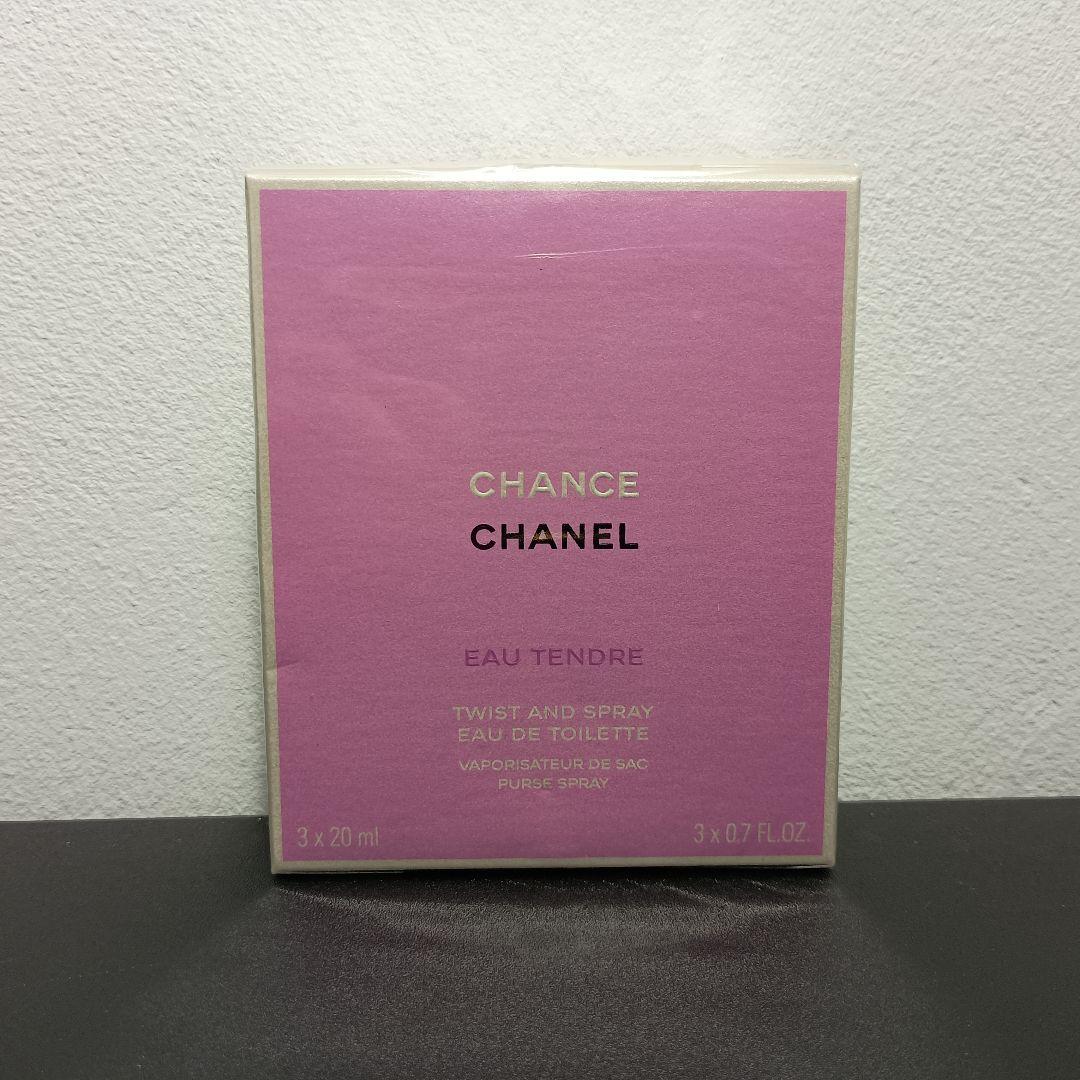 CHANCE
CHANEL
EAU TENDRE
TWIST AND SPRAY
EAU DE TOILETTE
VAPORISATEUR DE SAC
PURSE SPRAY
3 x 20 ml
3 x 0.7 FL.OZ.